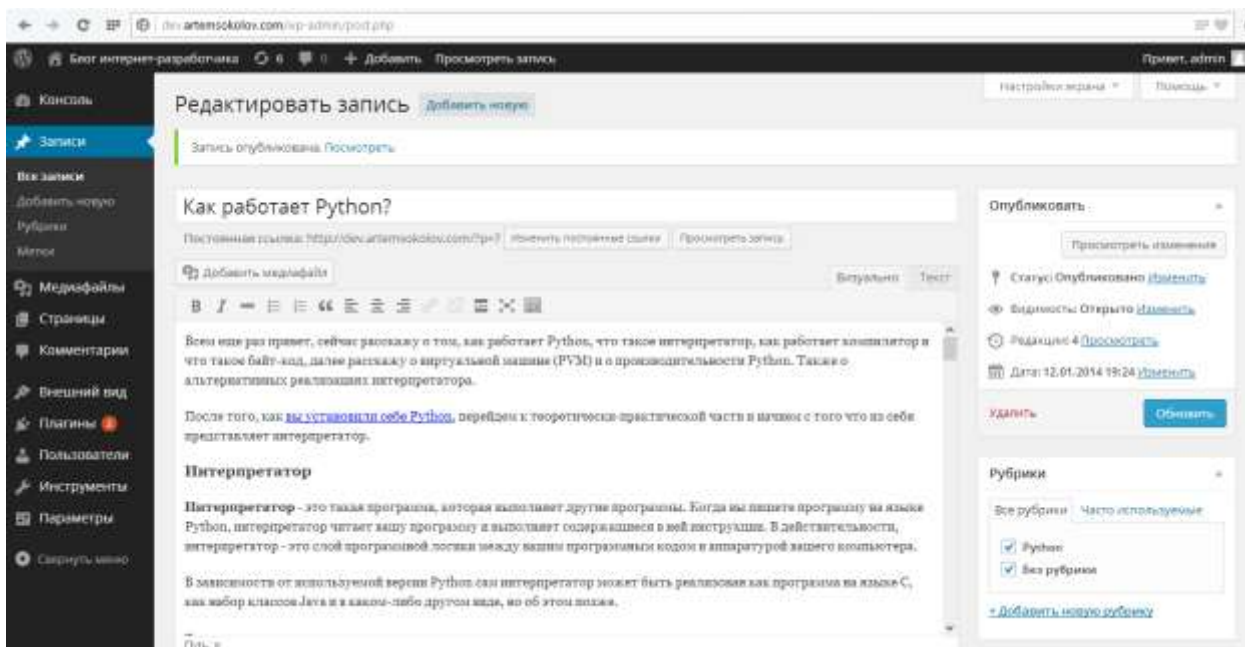 dev.artemsokolov.com/wp-admin/post.php
Блог интернет-разработчика 6 0 + Добавить Просмотреть запись Привет, admin
Консоль
Записи
Все записи
Добавить новую
Рубрики
Метки
Медиафайлы
Страницы
Комментарии
Внешний вид
Плагины
Пользователи
Инструменты
Параметры
Свернуть меню
Настройки экрана Помощь
Редактировать запись Добавить новую
Запись опубликована. Посмотреть
Как работает Python?
Постоянная ссылка: http://dev.artemsokolov.com/?p=7 Изменить постоянные ссылки Просмотреть запись
Добавить медиафайл
Визуально Текст
B I
Всем еще раз привет, сейчас расскажу о том, как работает Python, что такое интерпретатор, как работает компилятор и
что такое байт-код, далее расскажу о виртуальной машине (PVM) и о производительности Python. Также о
альтернативных реализациях интерпретатора.
После того, как вы установили себе Python, перейдем к теоретически-практической части и начнем с того что из себя
представляет интерпретатор.
Интерпретатор
Интерпретатор - это такая программа, которая выполняет другие программы. Когда вы пишете программу на языке
Python, интерпретатор читает вашу программу и выполняет содержащиеся в ней инструкции. В действительности,
интерпретатор - это слой программной логики между вашим программным кодом и аппаратурой вашего компьютера.
В зависимости от используемой версии Python сам интерпретатор может быть реализован как программа на языке C,
как набор классов Java и в каком-либо другом виде, но об этом позже.
Опубликовать
Просмотреть изменения
Статус: Опубликовано Изменить
Видимость: Открыто Изменить
Редакции: 4 Просмотреть
Дата: 12.01.2014 19:24 Изменить
Удалить Обновить
Рубрики
Все рубрики Часто используемые
Python
Без рубрики
+ Добавить новую рубрику